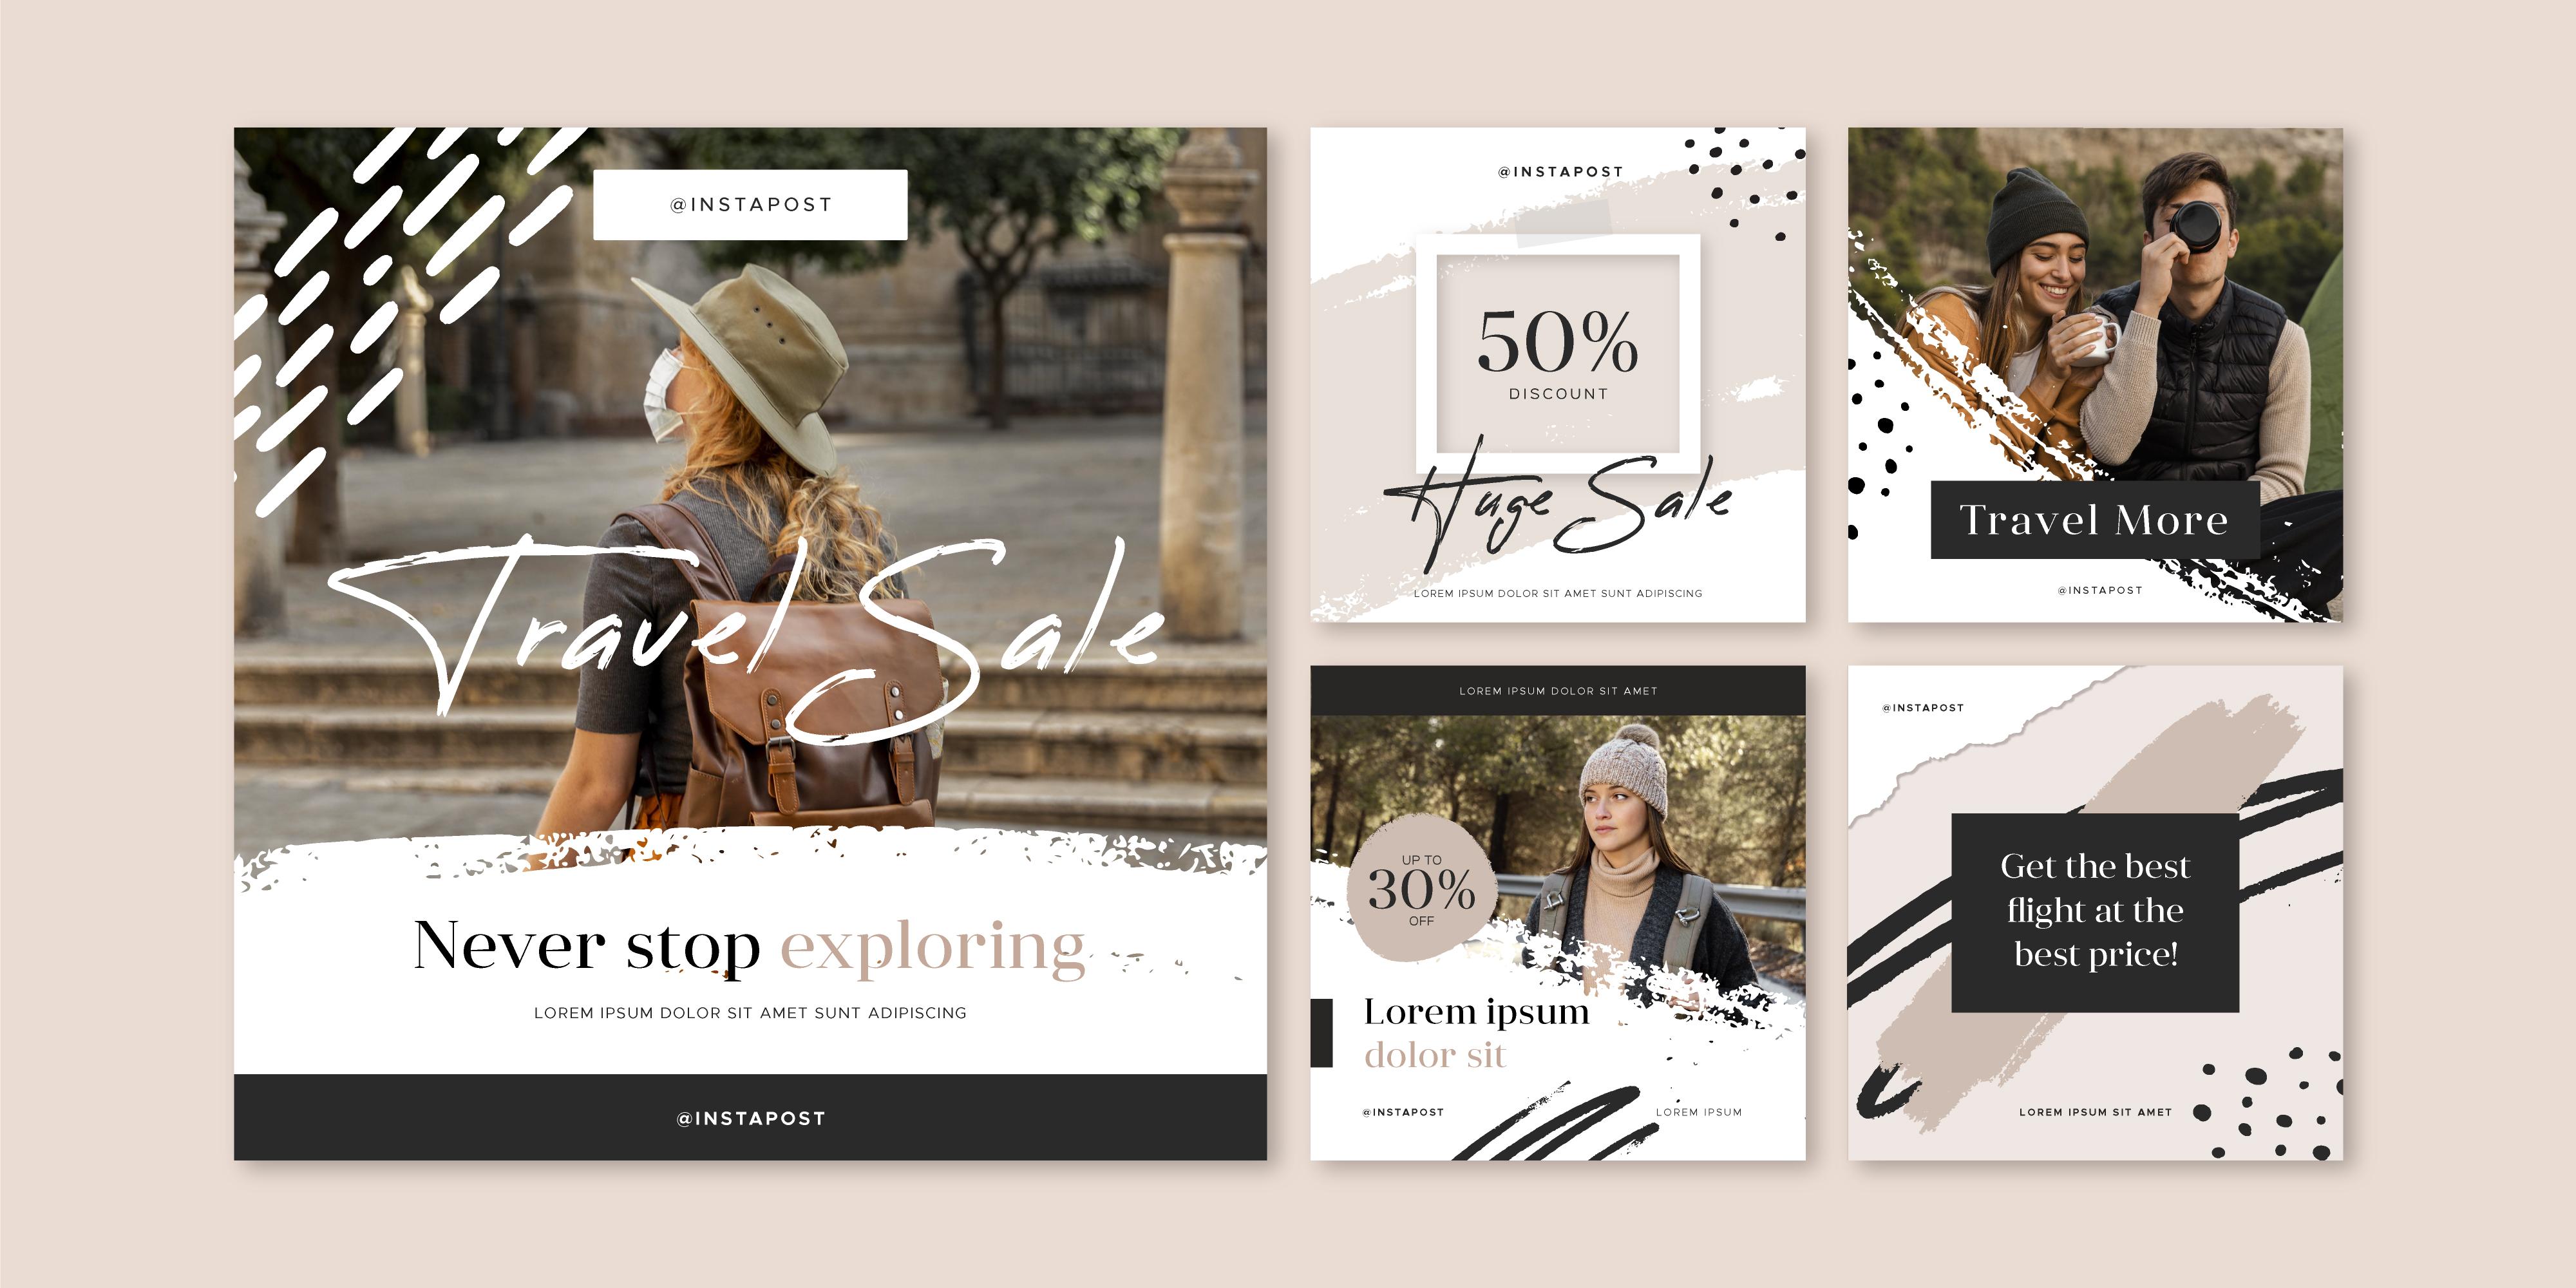 @INSTAPOST
Travel Sale
Never stop exploring
LOREM IPSUM DOLOR SIT AMET SUNT ADIPISCING
@INSTAPOST
@INSTAPOST
50%
DISCOUNT
Huge Sale
LOREM IPSUM DOLOR SIT AMET SUNT ADIPISCING
Travel More
@INSTAPOST
LOREM IPSUM DOLOR SIT AMET
UP TO
30%
OFF
Lorem ipsum
dolor sit
@INSTAPOST
LOREM IPSUM
@INSTAPOST
Get the best
flight at the
best price!
LOREM IPSUM SIT AMET